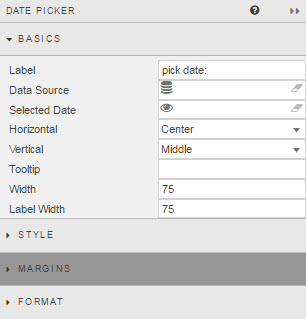 DATE PICKER
BASICS
Label pick date:
Data Source
Selected Date
Horizontal Center
Vertical Middle
Tooltip
Width 75
Label Width 75
STYLE
MARGINS
FORMAT